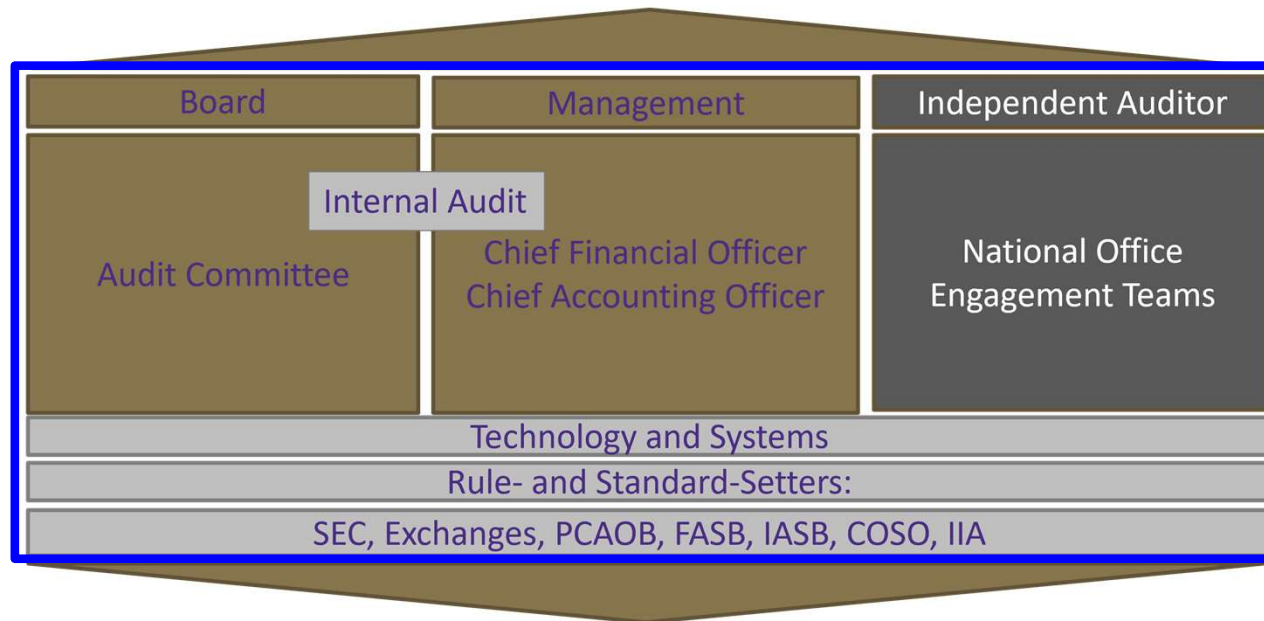 Board
Management
Independent Auditor
Internal Audit
Audit Committee
Chief Financial Officer
Chief Accounting Officer
National Office
Engagement Teams
Technology and Systems
Rule- and Standard-Setters:
SEC, Exchanges, PCAOB, FASB, IASB, COSO, IIA